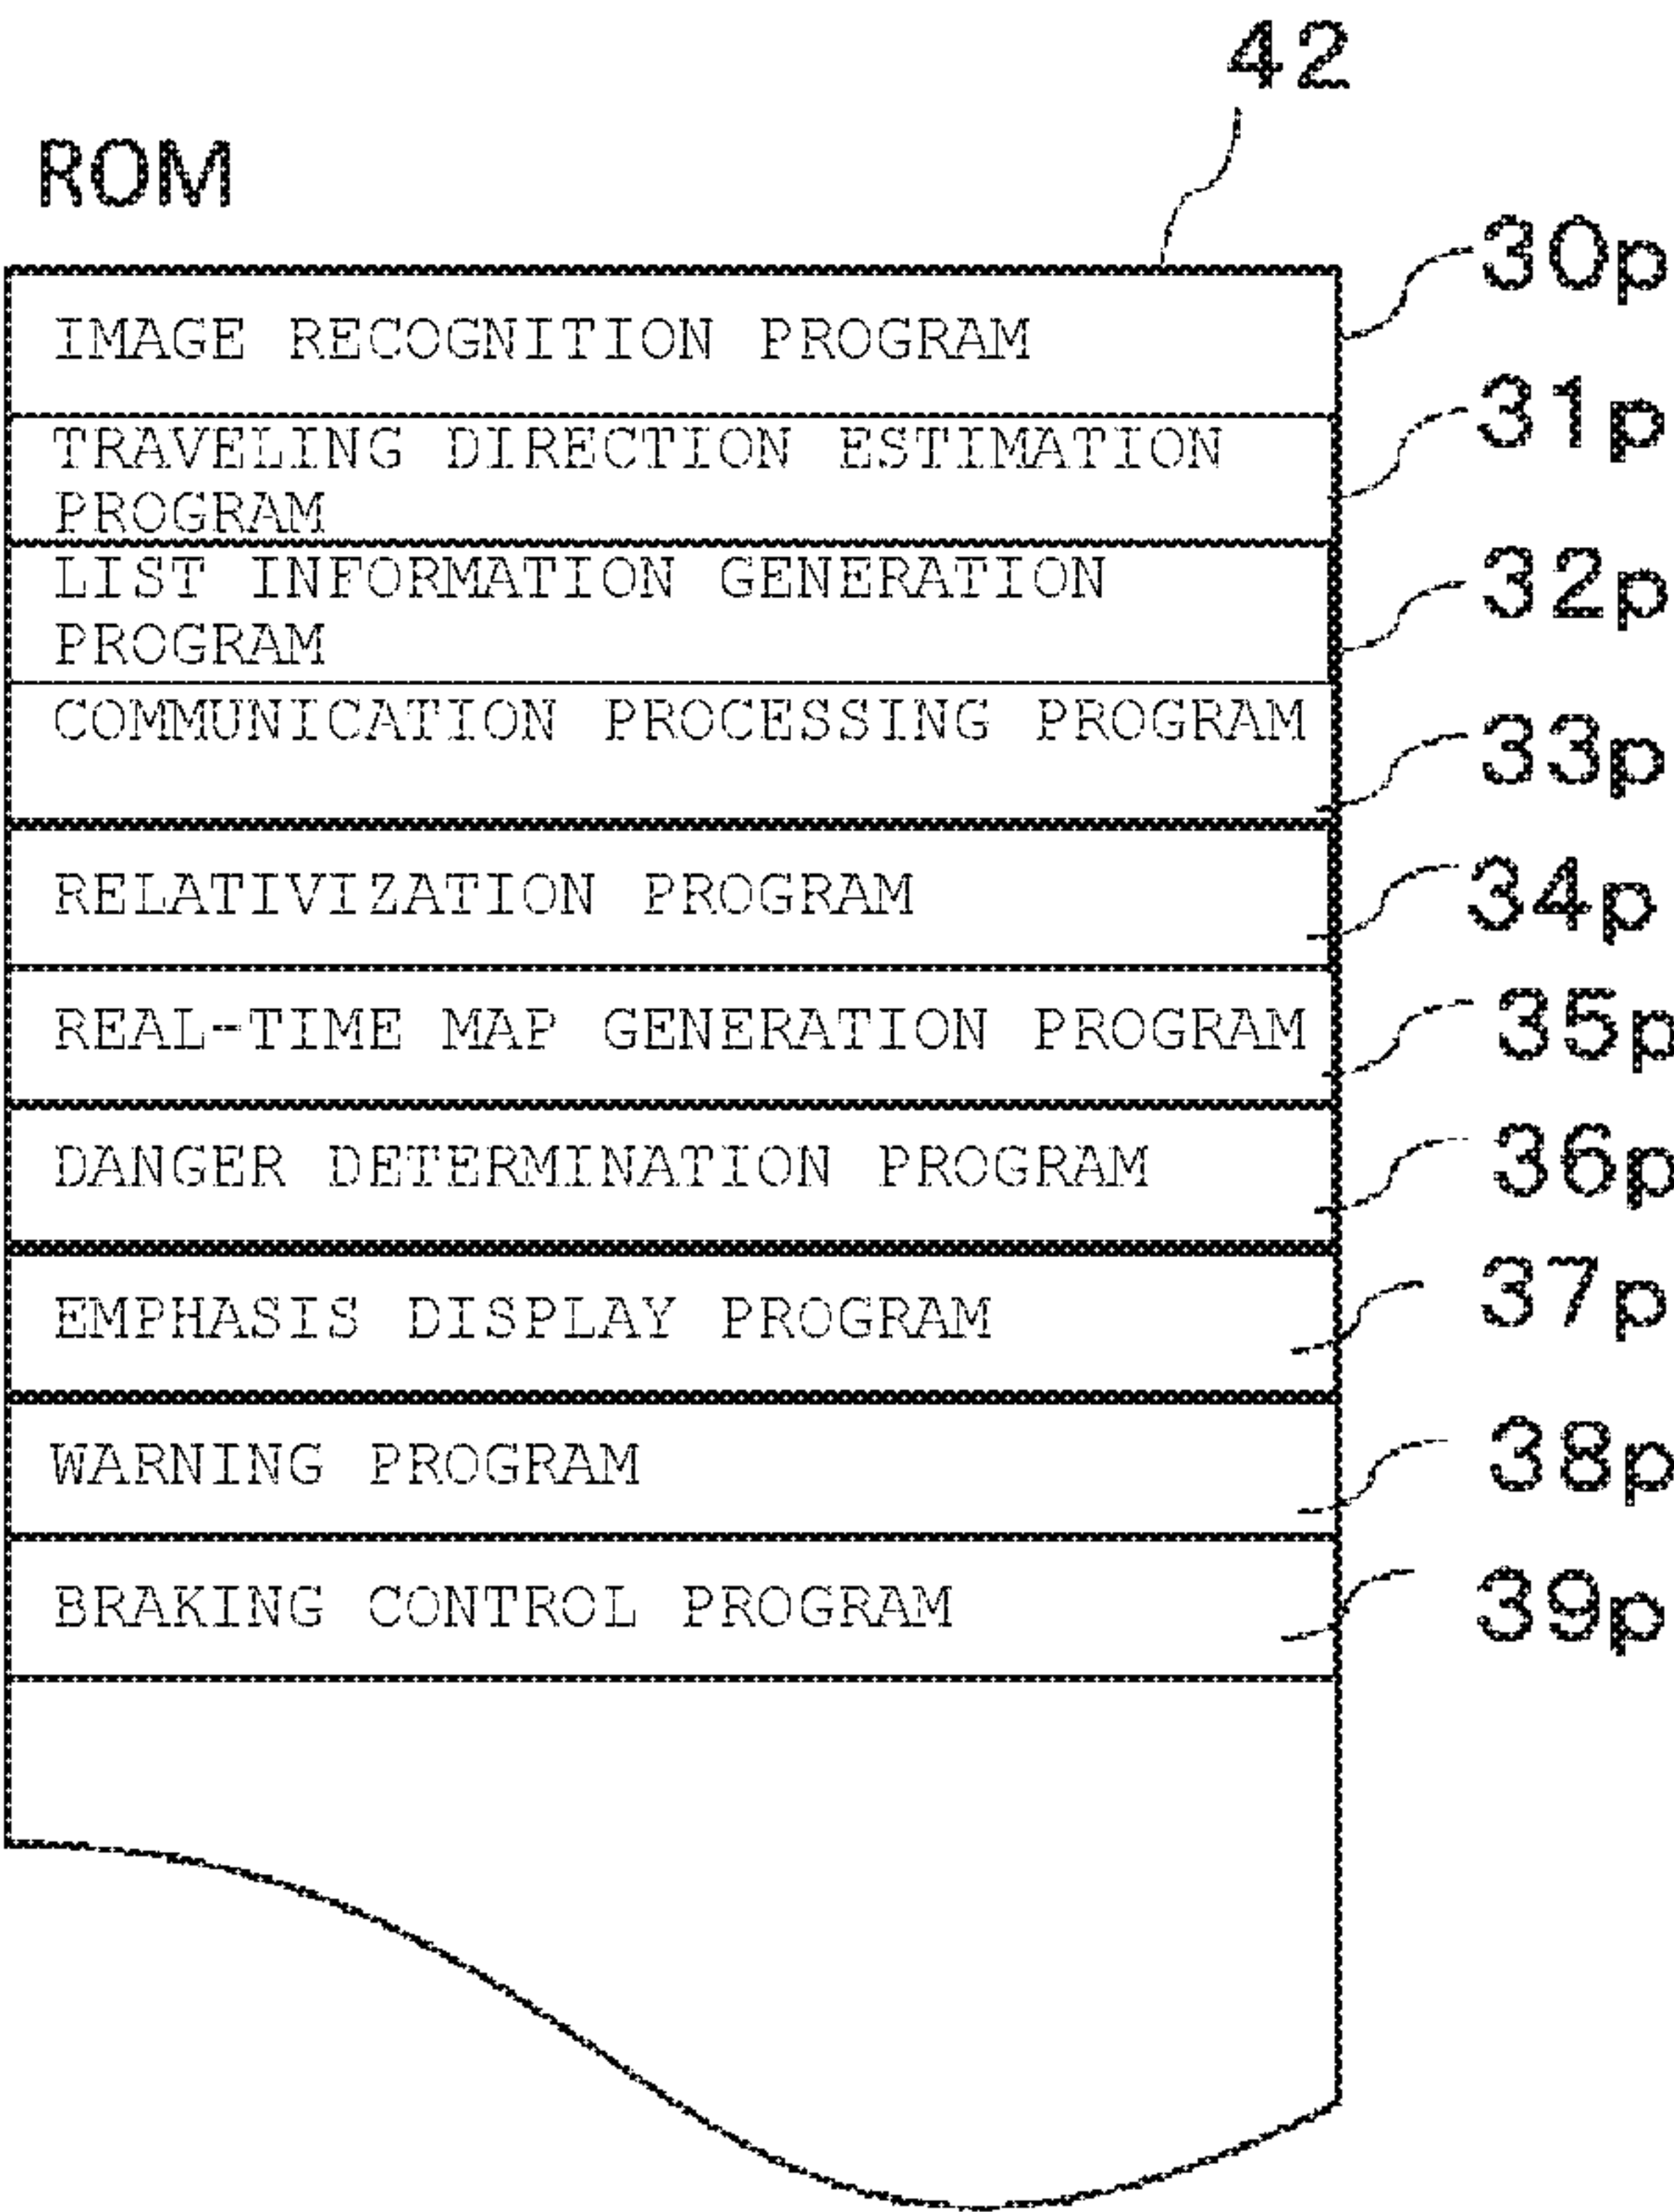 42
ROM
30p
IMAGE RECOGNITION PROGRAM
31p
TRAVELING DIRECTION ESTIMATION
PROGRAM
32p
LIST INFORMATION GENERATION
PROGRAM
33p
COMMUNICATION PROCESSING PROGRAM
34p
RELATIVIZATION PROGRAM
35p
REAL-TIME MAP GENERATION PROGRAM
36p
DANGER DETERMINATION PROGRAM
37p
EMPHASIS DISPLAY PROGRAM
38p
WARNING PROGRAM
39p
BRAKING CONTROL PROGRAM